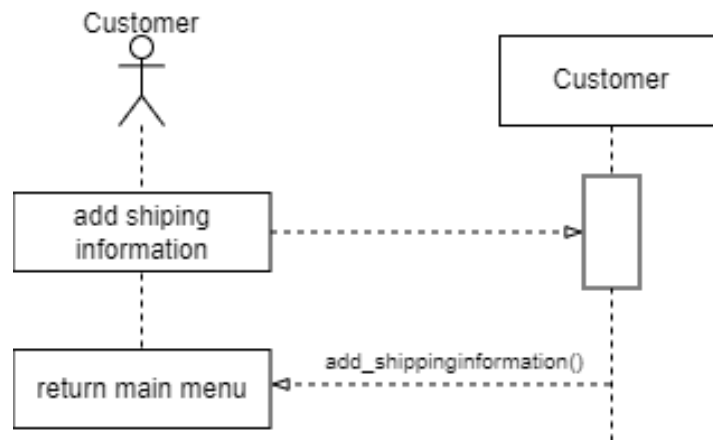 Customer
Customer
add shiping
information
add_shippinginformation()
return main menu